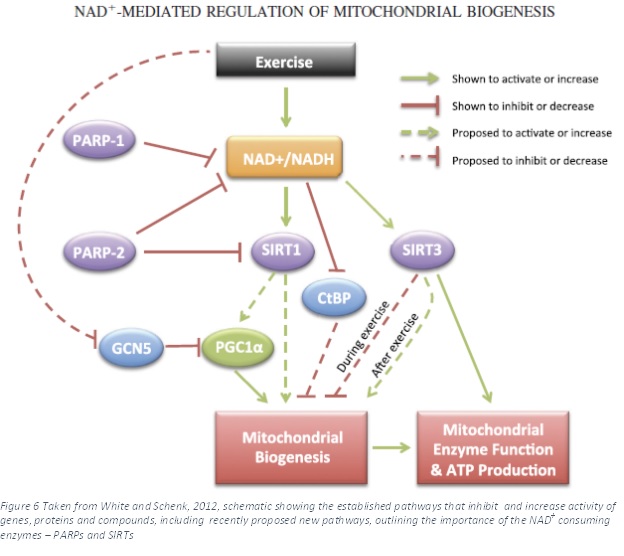 NAD⁺-MEDIATED REGULATION OF MITOCHONDRIAL BIOGENESIS
Exercise
Shown to activate or increase
Shown to inhibit or decrease
Proposed to activate or increase
Proposed to inhibit or decrease
PARP-1
NAD+/NADH
PARP-2
SIRT1
SIRT3
CtBP
GCN5
PGC1α
During exercise
After exercise
Mitochondrial
Biogenesis
Mitochondrial
Enzyme Function
& ATP Production
Figure 6 Taken from White and Schenk, 2012, schematic showing the established pathways that inhibit and increase activity of
genes, proteins and compounds, including recently proposed new pathways, outlining the importance of the NAD⁺ consuming
enzymes – PARPs and SIRTs